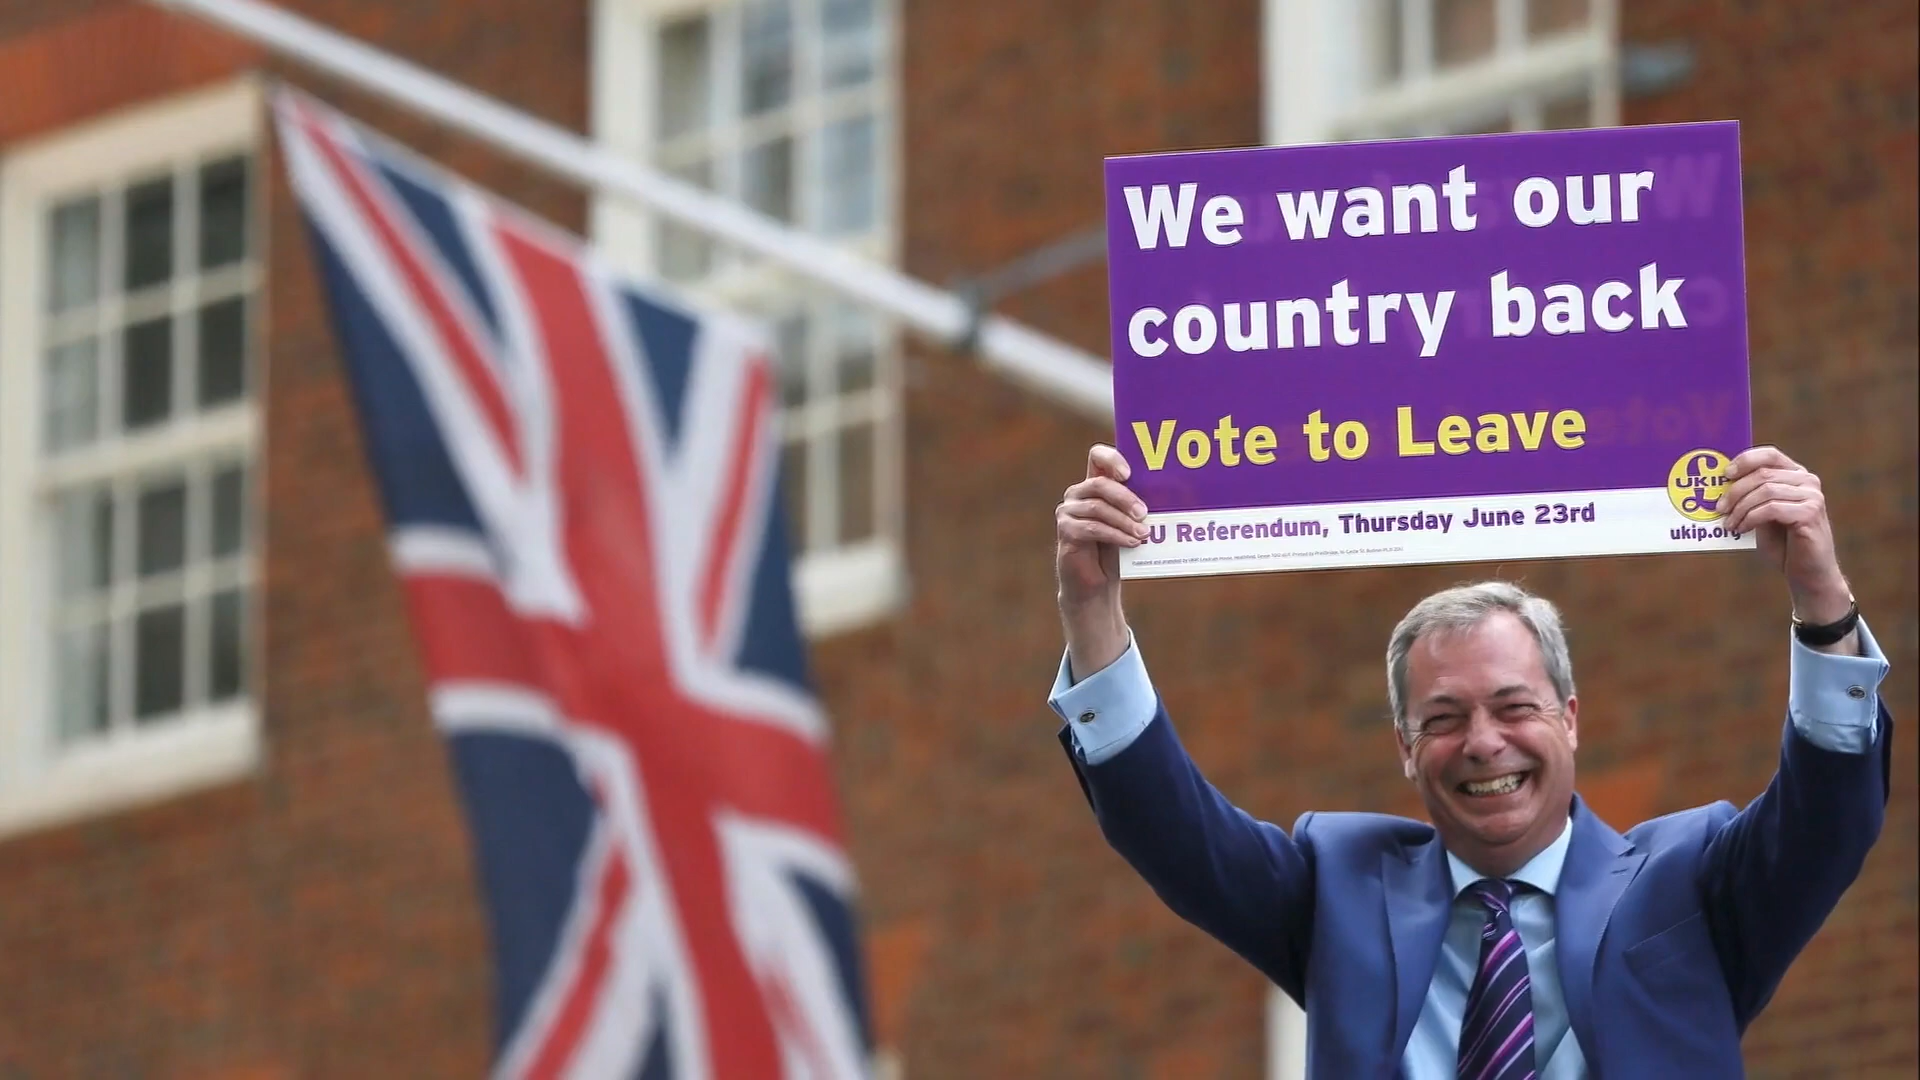 We want our
country back
Vote to Leave
UKIP
U Referendum, Thursday June 23rd
ukip.org